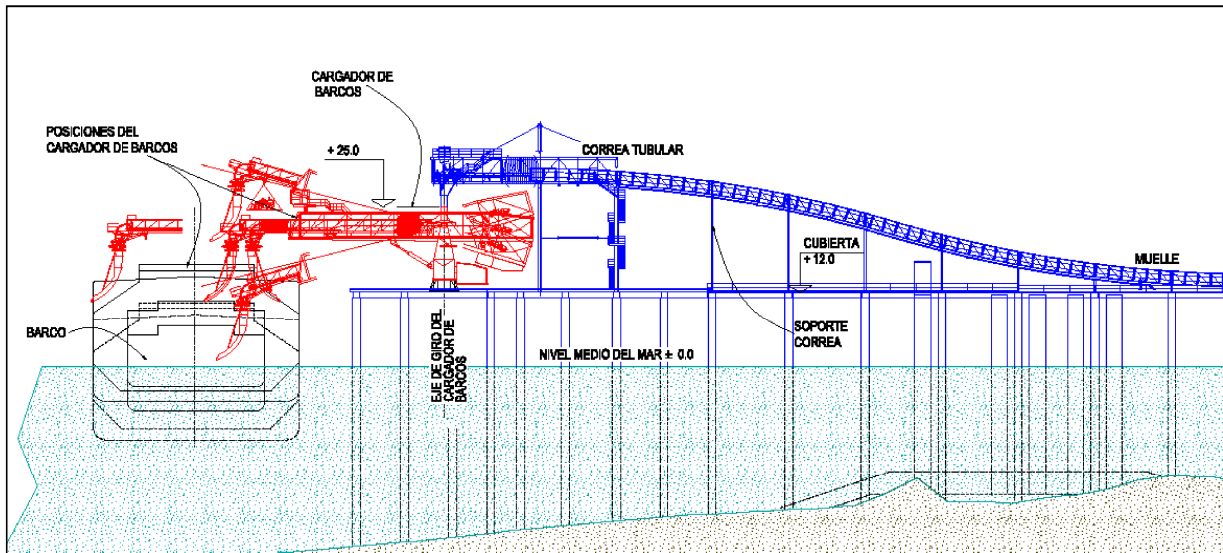 CARGADOR DE
BARCOS
POSICIONES DEL
CARGADOR DE BARCOS
+ 25.0
CORREA TUBULAR
CUBIERTA
+ 12.0
MUELLE
BARCO
SOPORTE
CORREA
NIVEL MEDIO DEL MAR ± 0.0
EJE DE GIRO DEL
CARGADOR DE
BARCOS